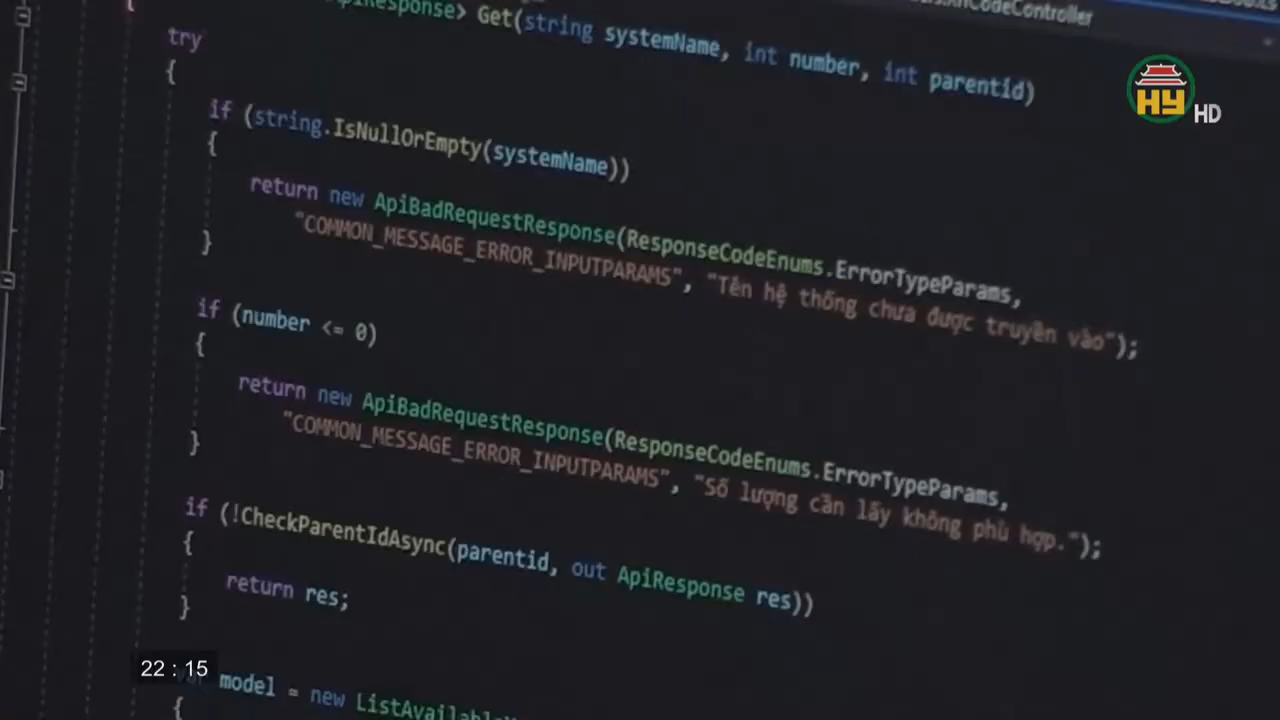 Get(string systemName, int number, int parentid)
try
{
HY HD
if (string.IsNullOrEmpty(systemName))
{
return new ApiBadRequestResponse(ResponseCodeEnums.ErrorTypeParams,
"COMMON_MESSAGE_ERROR_INPUTPARAMS", "Tên hệ thống chưa được truyền vào");
}
if (number <= 0)
{
return new ApiBadRequestResponse(ResponseCodeEnums.ErrorTypeParams,
"COMMON_MESSAGE_ERROR_INPUTPARAMS", "Số lượng cần lấy không phù hợp.");
}
if (!CheckParentIdAsync(parentid, out ApiResponse res))
{
return res;
}
22 : 15
model = new
{